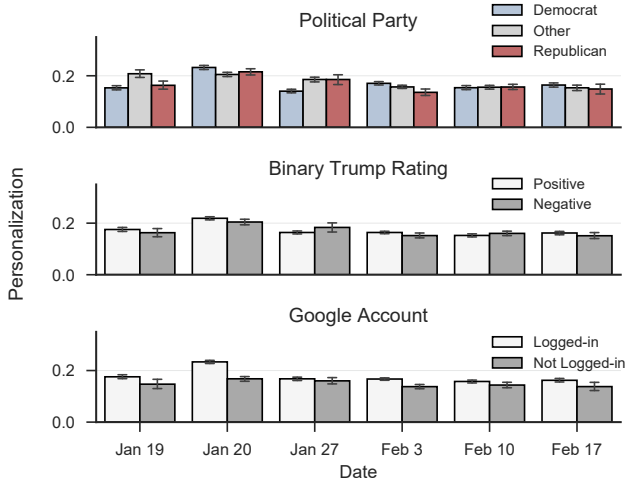 Political Party
Democrat
Other
Republican
0.2
0.0
Binary Trump Rating
Positive
Negative
0.2
0.0
Personalization
Google Account
Logged-in
Not Logged-in
0.2
0.0
Jan 19 Jan 20 Jan 27 Feb 3 Feb 10 Feb 17
Date